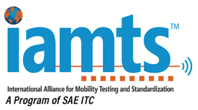 iamts™
International Alliance for Mobility Testing and Standardization
A Program of SAE ITC